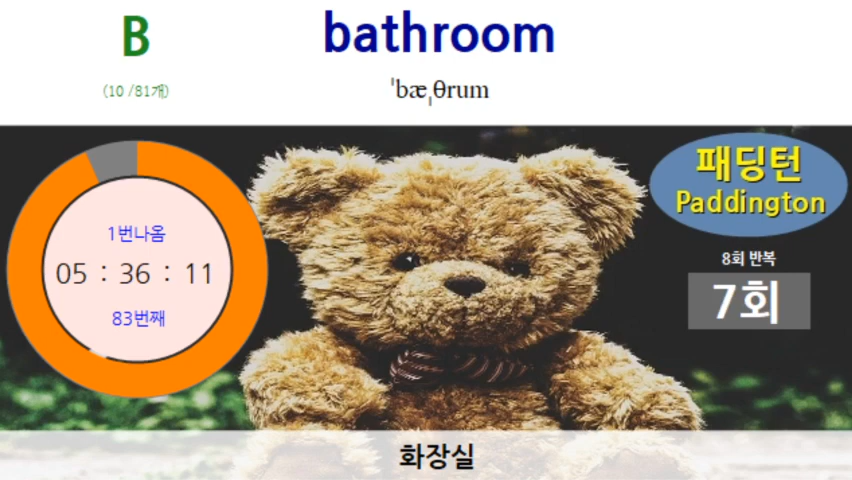 B
(10 /81개)
bathroom
ˈbæˌθrum
1번나옴
05 : 36 : 11
83번째
패딩턴
Paddington
8회 반복
7회
화장실